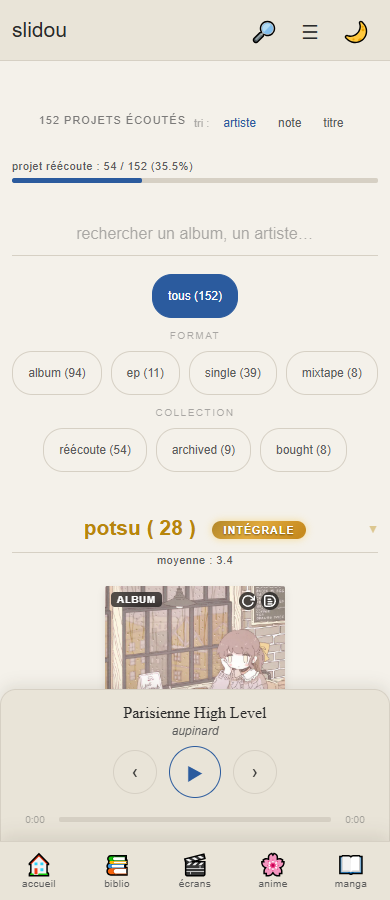 slidou
152 PROJETS ÉCOUTÉS tri : artiste note titre
projet réécoute : 54 / 152 (35.5%)
rechercher un album, un artiste…
tous (152)
FORMAT
album (94) ep (11) single (39) mixtape (8)
COLLECTION
réécoute (54) archived (9) bought (8)
potsu ( 28 ) INTÉGRALE
moyenne : 3.4
ALBUM
Parisienne High Level
aupinard
0:00 0:00
accueil biblio écrans anime manga